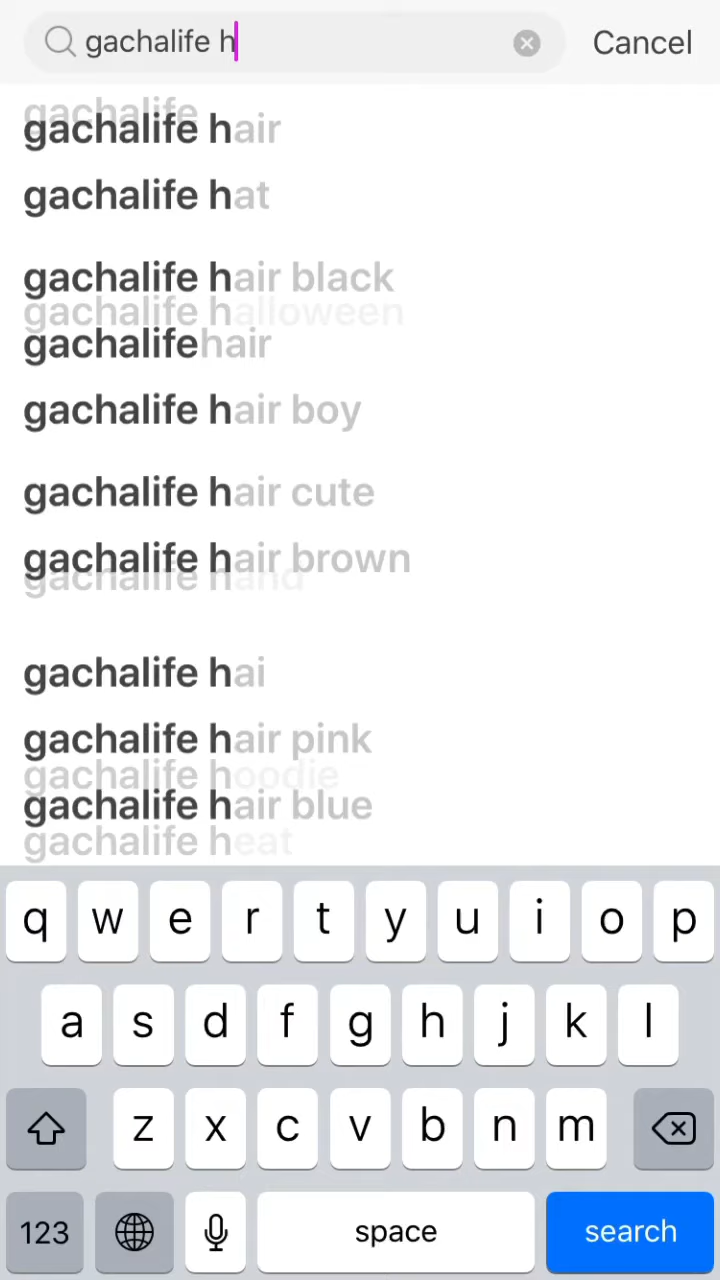 gachalife h
Cancel
gachalife
gachalife hair
gachalife hat
gachalife hair black
gachalife halloween
gachalifehair
gachalife hair boy
gachalife hair cute
gachalife hair brown
gachalife hand
gachalife hai
gachalife hair pink
gachalife hoodie
gachalife hair blue
gachalife heat
q w e r t y u i o p
a s d f g h j k l
z x c v b n m
123 space search